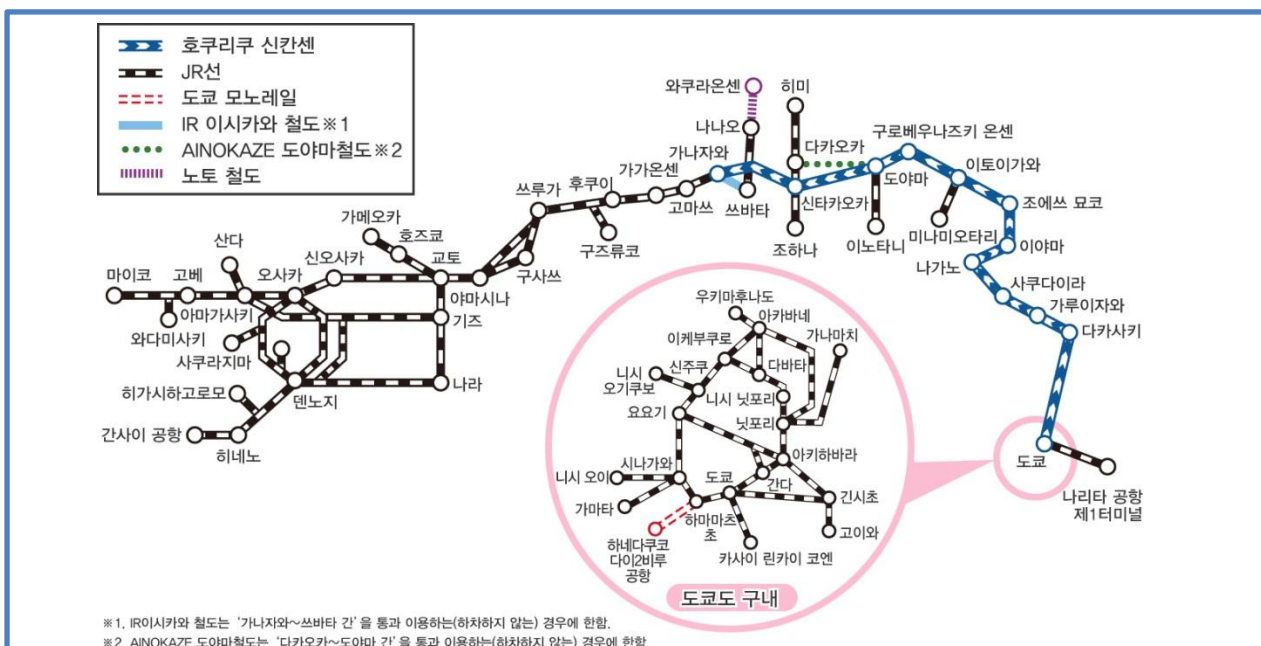 호쿠리쿠 신칸센
JR선
도쿄 모노레일
IR 이시카와 철도※1
AINOKAZE 도야마철도※2
노토 철도
와쿠라온센
히미
나나오
다카오카
구로베우나즈키 온센
가나자와
이토이가와
가가온센
도야마
후쿠이
쓰루가
고마쓰
쓰바타
신타카오카
조에쓰 묘코
가메오카
미나미오타리
호즈쿄
구즈류코
조하나
이노타니
이야마
산다
신오사카
교토
구사쓰
나가노
마이코
고베
오사카
야마시나
사쿠다이라
아마가사키
기즈
가루이자와
와다미사키
다카사키
사쿠라지마
히가시하고로모
나라
덴노지
간사이 공항
히네노
우키마후나도
아카바네
이케부쿠로
가나마치
신주쿠
다바타
니시
오기쿠보
니시 닛포리
요요기
닛포리
아키하바라
시나가와
니시 오이
도쿄
간다
긴시초
가마타
하마마츠
초
고이와
하네다쿠코
다이2비루
공항
카사이 린카이 코엔
도쿄도 구내
도쿄
나리타 공항
제1터미널
※1. IR이시카와 철도는 ‘가나자와~쓰바타 간’을 통과 이용하는(하차하지 않는) 경우에 한함.
※2. AINOKAZE 도야마철도는 ‘다카오카~도야마 간’을 통과 이용하는(하차하지 않는) 경우에 한함